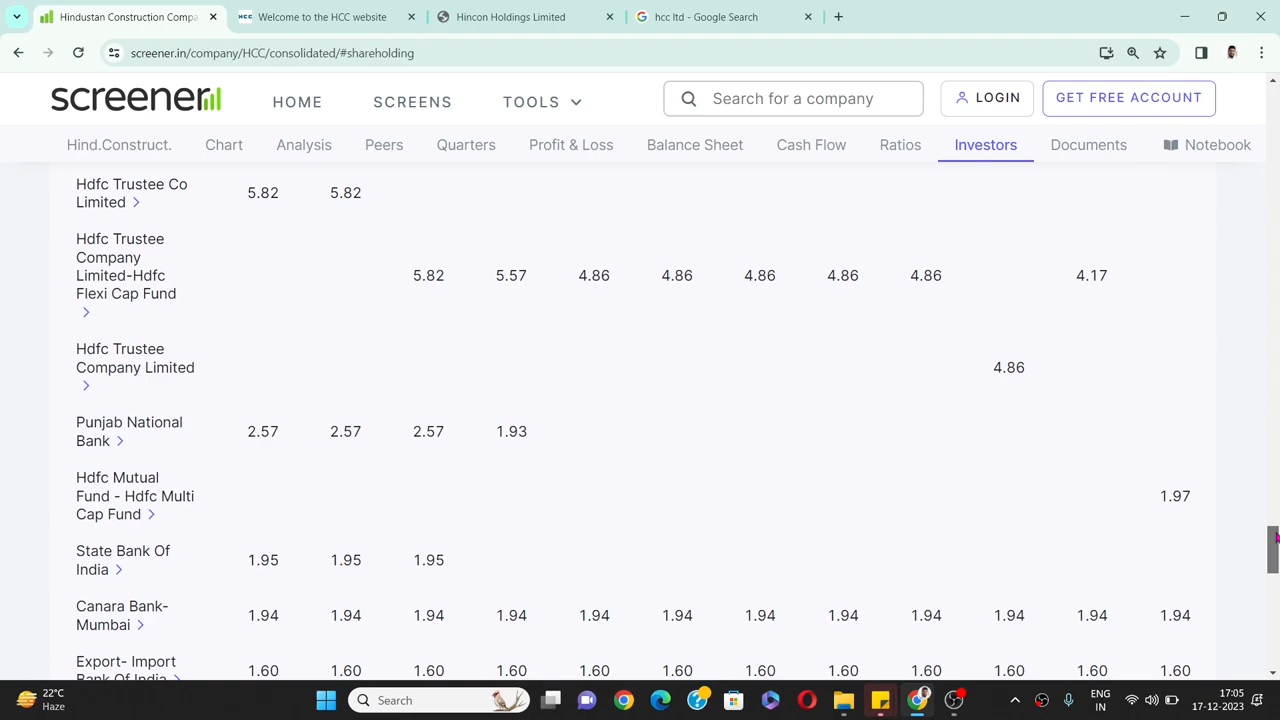 Hindustan Construction Compa
Welcome to the HCC website
Hincon Holdings Limited
hcc ltd - Google Search
screener.in/company/HCC/consolidated/#shareholding
screener
HOME
SCREENS
TOOLS
Search for a company
LOGIN
GET FREE ACCOUNT
Hind.Construct.
Chart
Analysis
Peers
Quarters
Profit & Loss
Balance Sheet
Cash Flow
Ratios
Investors
Documents
Notebook
Hdfc Trustee Co
Limited
5.82 5.82
Hdfc Trustee
Company
Limited-Hdfc
Flexi Cap Fund
5.82 5.57 4.86 4.86 4.86 4.86 4.86 4.17
Hdfc Trustee
Company Limited
4.86
Punjab National
Bank
2.57 2.57 2.57 1.93
Hdfc Mutual
Fund - Hdfc Multi
Cap Fund
1.97
State Bank Of
India
1.95 1.95 1.95
Canara Bank-
Mumbai
1.94 1.94 1.94 1.94 1.94 1.94 1.94 1.94 1.94 1.94 1.94 1.94
Export- Import
Bank Of India
1.60 1.60 1.60 1.60 1.60 1.60 1.60 1.60 1.60 1.60 1.60 1.60
22°C
Haze
Search
ENG
IN
17:05
17-12-2023